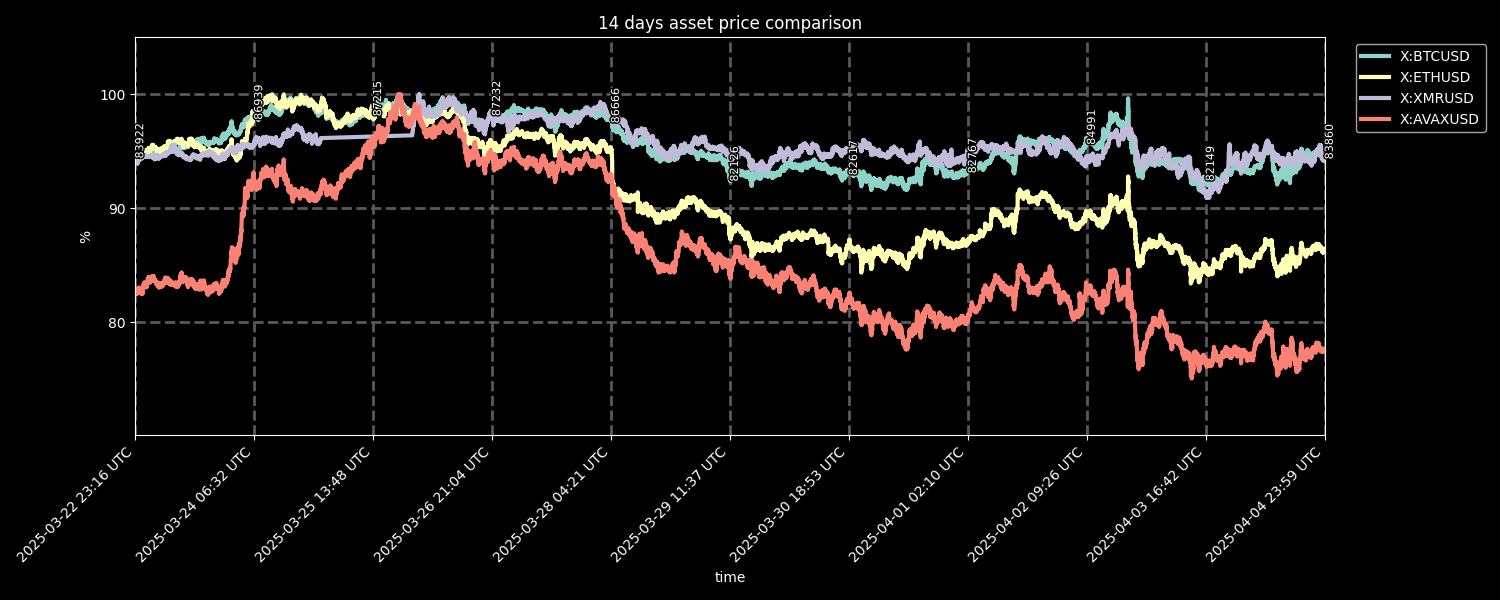 14 days asset price comparison
X:BTCUSD
X:ETHUSD
X:XMRUSD
X:AVAXUSD
100
90
80
%
83922
86939
87215
87232
86666
82126
82617
82767
84991
82149
83860
2025-03-22 23:16 UTC
2025-03-24 06:32 UTC
2025-03-25 13:48 UTC
2025-03-26 21:04 UTC
2025-03-28 04:21 UTC
2025-03-29 11:37 UTC
2025-03-30 18:53 UTC
2025-04-01 02:10 UTC
2025-04-02 09:26 UTC
2025-04-03 16:42 UTC
2025-04-04 23:59 UTC
time